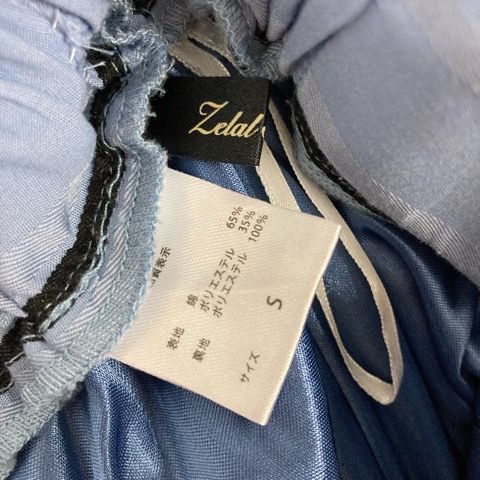 Zelal
質表示
表地 綿 65%
ポリエステル 35%
裏地 ポリエステル 100%
サイズ S